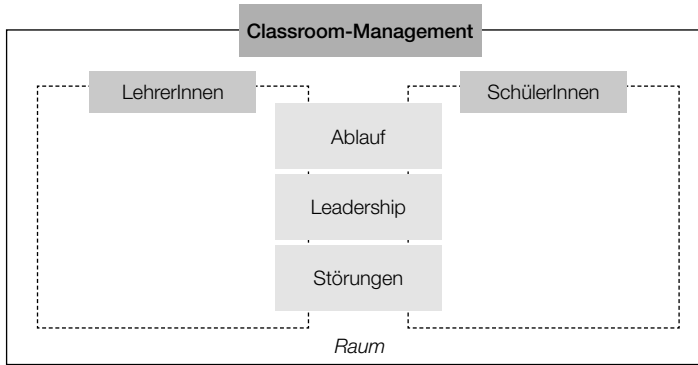 Classroom-Management
LehrerInnen
SchülerInnen
Ablauf
Leadership
Störungen
Raum